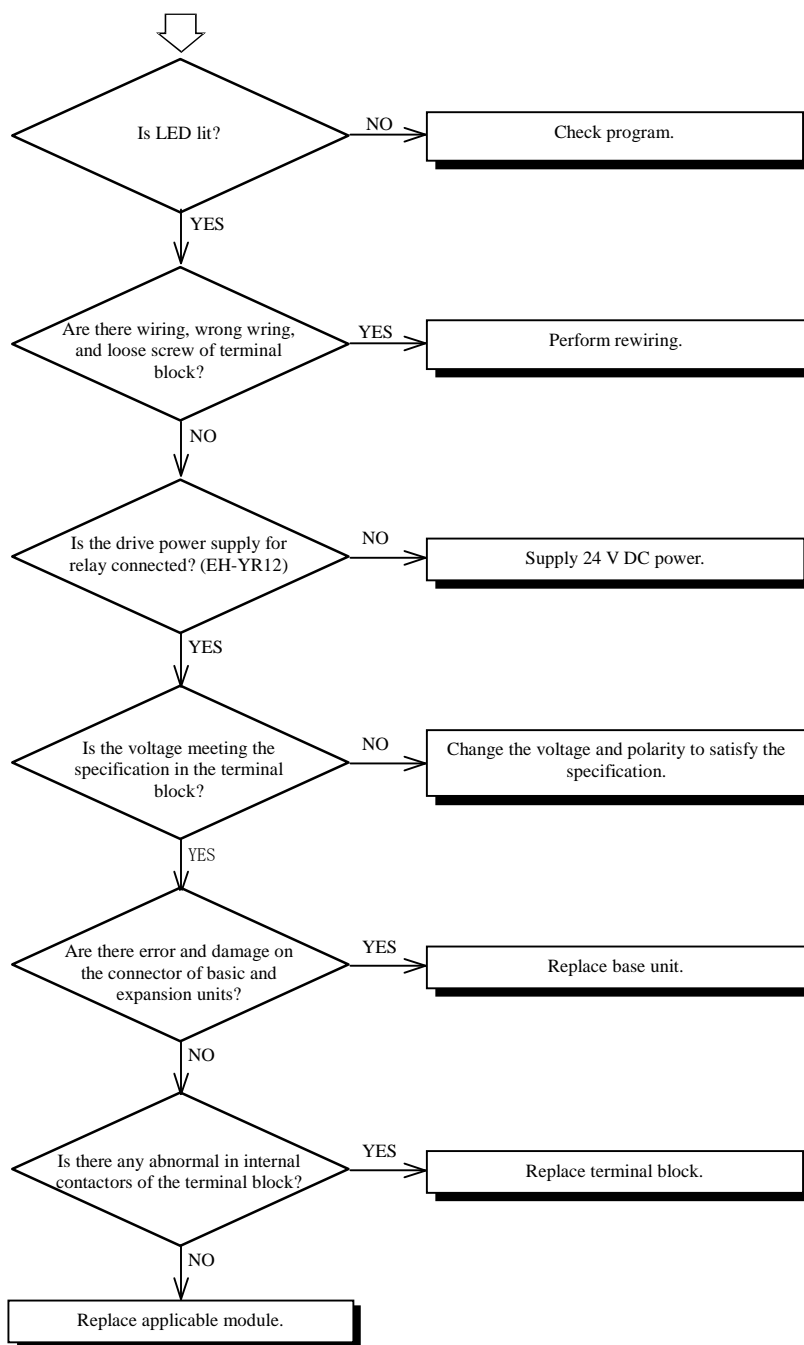 Is LED lit?
NO
Check program.
YES
Are there wiring, wrong wring,
and loose screw of terminal
block?
YES
Perform rewiring.
NO
Is the drive power supply for
relay connected? (EH-YR12)
NO
Supply 24 V DC power.
YES
Is the voltage meeting the
specification in the terminal
block?
NO
Change the voltage and polarity to satisfy the
specification.
YES
Are there error and damage on
the connector of basic and
expansion units?
YES
Replace base unit.
NO
Is there any abnormal in internal
contactors of the terminal block?
YES
Replace terminal block.
NO
Replace applicable module.